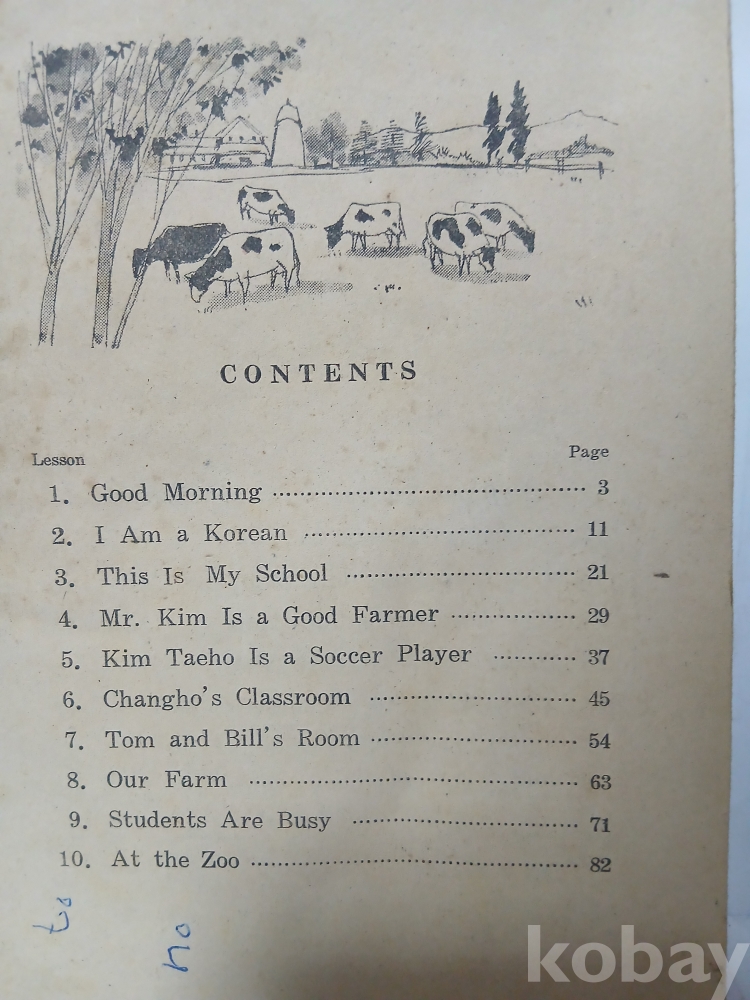 CONTENTS
Lesson Page
1. Good Morning 3
2. I Am a Korean 11
3. This Is My School 21
4. Mr. Kim Is a Good Farmer 29
5. Kim Taeho Is a Soccer Player 37
6. Changho's Classroom 45
7. Tom and Bill's Room 54
8. Our Farm 63
9. Students Are Busy 71
10. At the Zoo 82
to
no
kobay